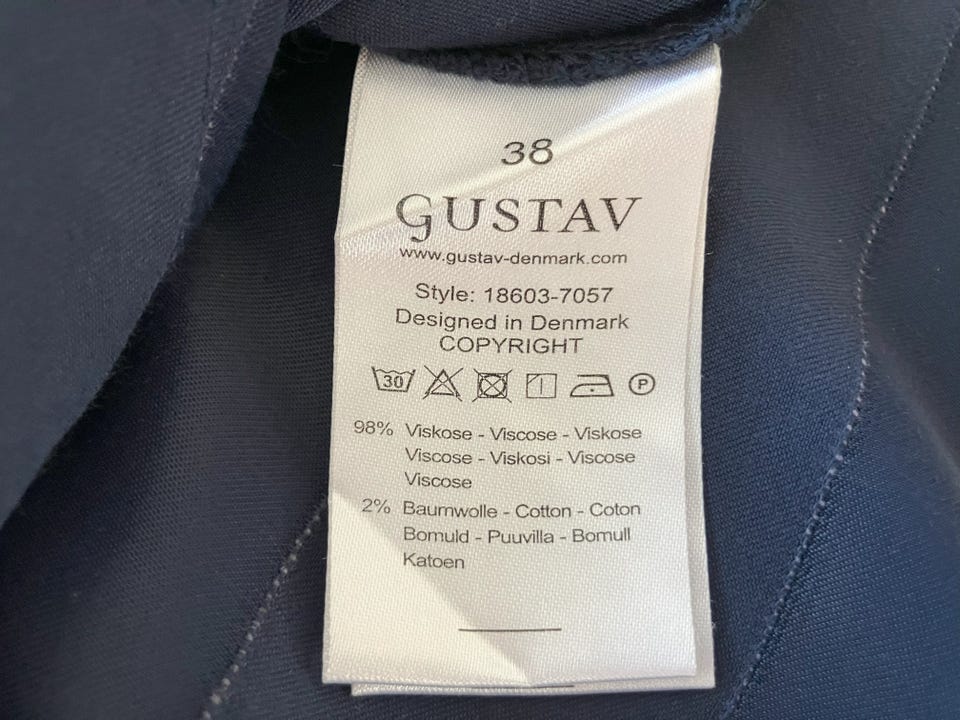 38
GUSTAV
www.gustav-denmark.com
Style: 18603-7057
Designed in Denmark
COPYRIGHT
30 P
98% Viskose - Viscose - Viskose
Viscose - Viskosi - Viscose
Viscose
2% Baumwolle - Cotton - Coton
Bomuld - Puuvilla - Bomull
Katoen